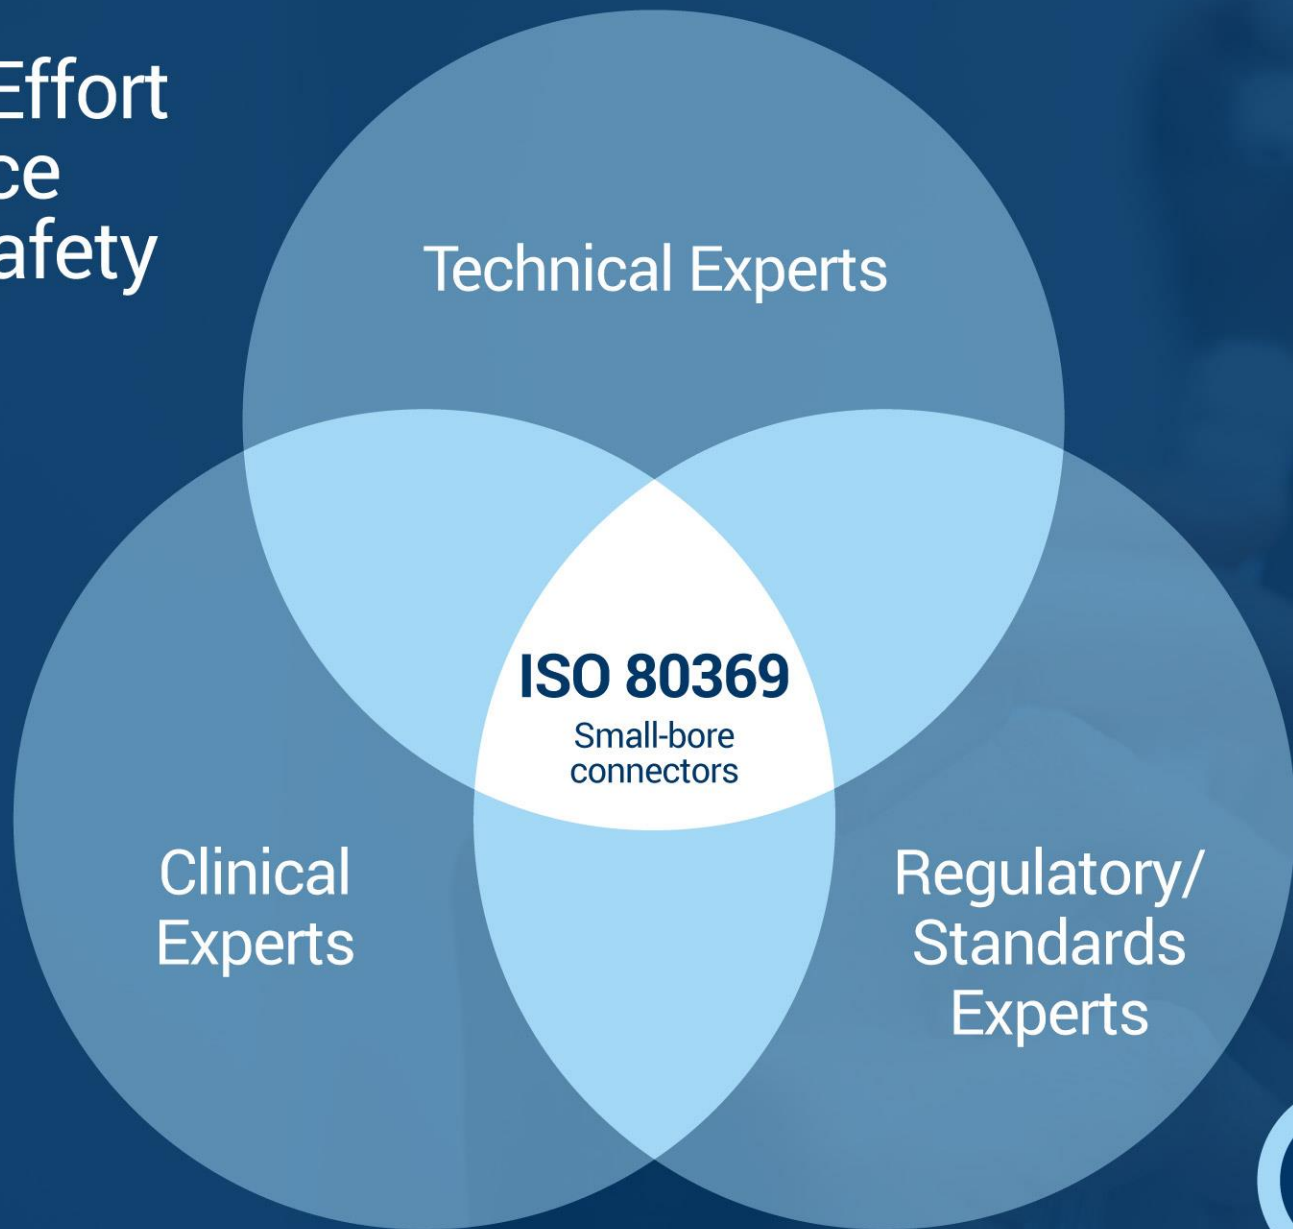 Effort
ce
afety
Technical Experts
ISO 80369
Small-bore
connectors
Clinical
Experts
Regulatory/
Standards
Experts